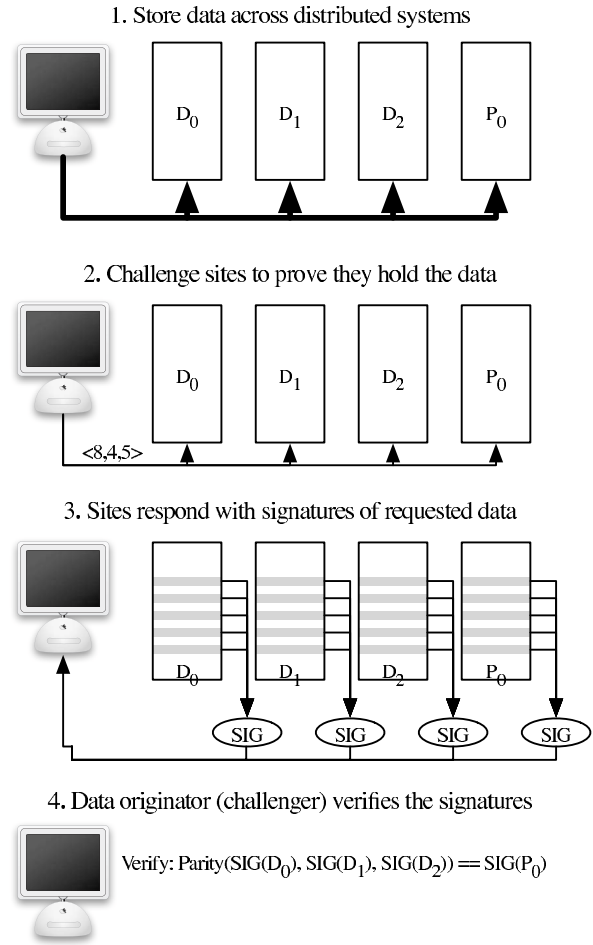 1. Store data across distributed systems
D0 D1 D2 P0
2. Challenge sites to prove they hold the data
D0 D1 D2 P0
<8,4,5>
3. Sites respond with signatures of requested data
D0 D1 D2 P0
SIG SIG SIG SIG
4. Data originator (challenger) verifies the signatures
Verify: Parity(SIG(D0), SIG(D1), SIG(D2)) == SIG(P0)